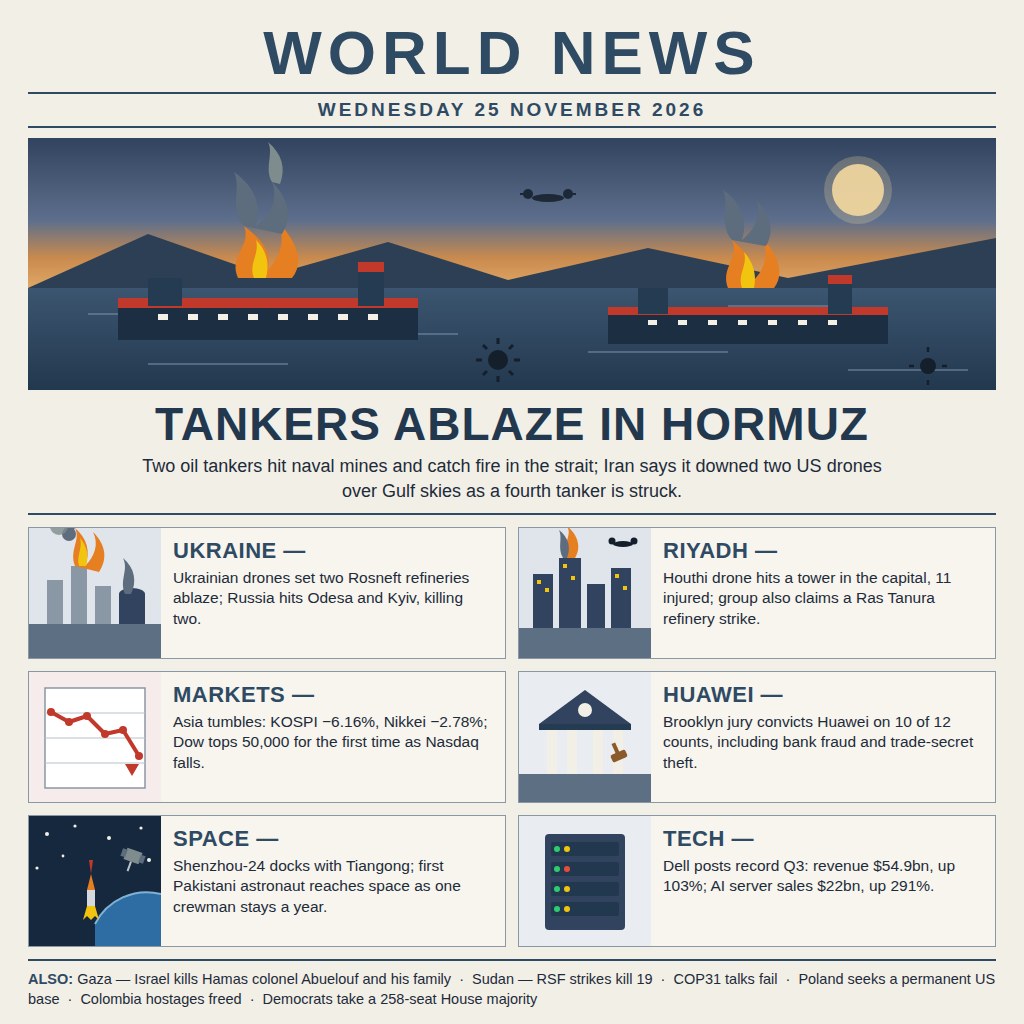 WORLD NEWS
WEDNESDAY 25 NOVEMBER 2026
TANKERS ABLAZE IN HORMUZ
Two oil tankers hit naval mines and catch fire in the strait; Iran says it downed two US drones
over Gulf skies as a fourth tanker is struck.
UKRAINE —
Ukrainian drones set two Rosneft refineries
ablaze; Russia hits Odesa and Kyiv, killing
two.
RIYADH —
Houthi drone hits a tower in the capital, 11
injured; group also claims a Ras Tanura
refinery strike.
MARKETS —
Asia tumbles: KOSPI −6.16%, Nikkei −2.78%;
Dow tops 50,000 for the first time as Nasdaq
falls.
HUAWEI —
Brooklyn jury convicts Huawei on 10 of 12
counts, including bank fraud and trade-secret
theft.
SPACE —
Shenzhou-24 docks with Tiangong; first
Pakistani astronaut reaches space as one
crewman stays a year.
TECH —
Dell posts record Q3: revenue $54.9bn, up
103%; AI server sales $22bn, up 291%.
ALSO: Gaza — Israel kills Hamas colonel Abuelouf and his family · Sudan — RSF strikes kill 19 · COP31 talks fail · Poland seeks a permanent US
base · Colombia hostages freed · Democrats take a 258-seat House majority